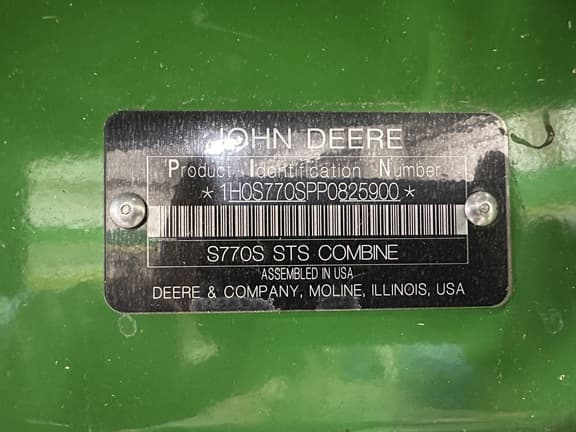 JOHN DEERE
Product Identification Number
*1H0S770SPP0825900*
S770S STS COMBINE
ASSEMBLED IN USA
DEERE & COMPANY, MOLINE, ILLINOIS, USA